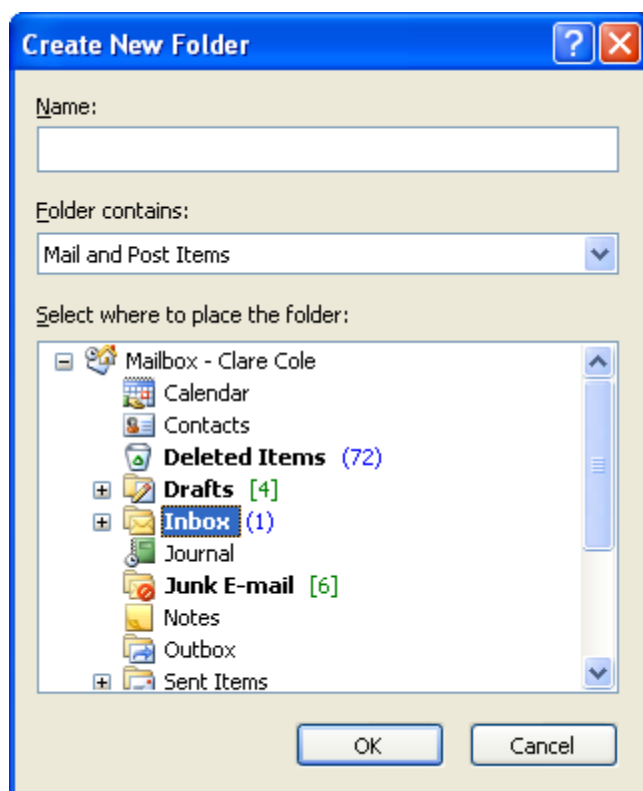 Create New Folder
Name:
Folder contains:
Mail and Post Items
Select where to place the folder:
Mailbox - Clare Cole
Calendar
Contacts
Deleted Items (72)
Drafts [4]
Inbox (1)
Journal
Junk E-mail [6]
Notes
Outbox
Sent Items
OK Cancel